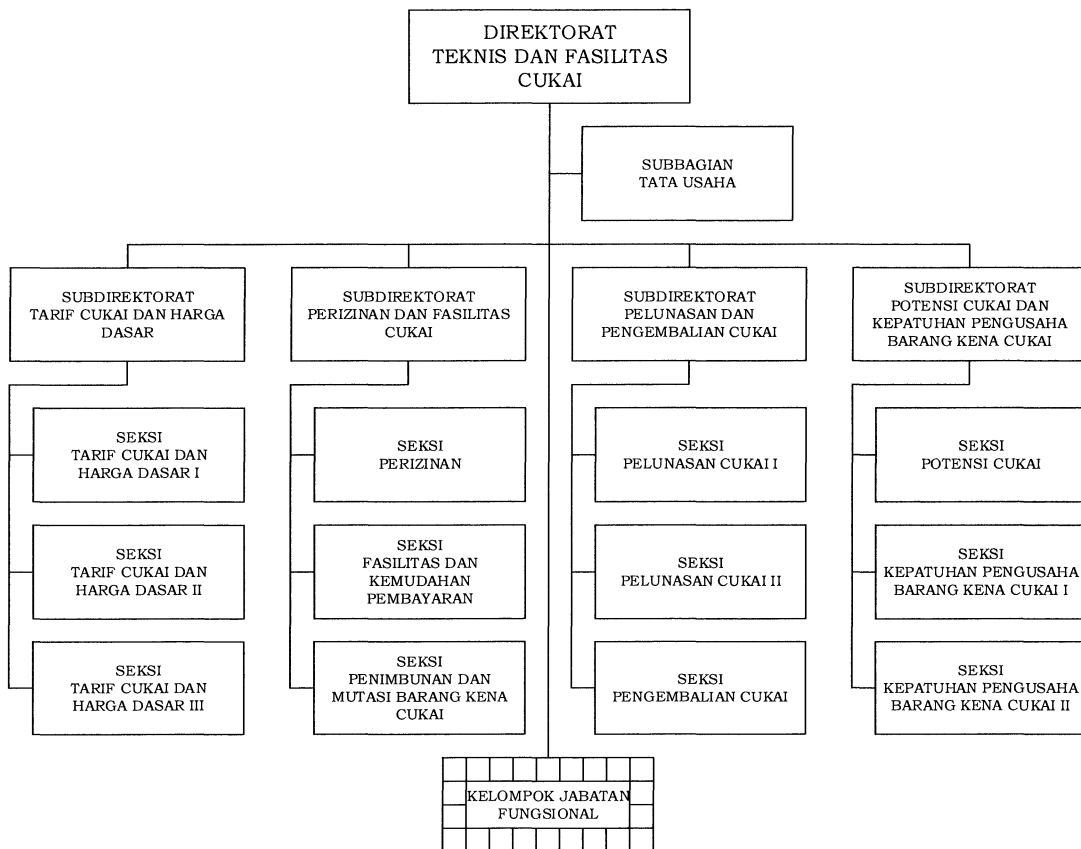 DIREKTORAT
TEKNIS DAN FASILITAS
CUKAI
SUBBAGIAN
TATA USAHA
SUBDIREKTORAT
TARIF CUKAI DAN HARGA
DASAR
SUBDIREKTORAT
PERIZINAN DAN FASILITAS
CUKAI
SUBDIREKTORAT
PELUNASAN DAN
PENGEMBALIAN CUKAI
SUBDIREKTORAT
POTENSI CUKAI DAN
KEPATUHAN PENGUSAHA
BARANG KENA CUKAI
SEKSI
TARIF CUKAI DAN
HARGA DASAR I
SEKSI
PERIZINAN
SEKSI
PELUNASAN CUKAI I
SEKSI
POTENSI CUKAI
SEKSI
TARIF CUKAI DAN
HARGA DASAR II
SEKSI
FASILITAS DAN
KEMUDAHAN
PEMBAYARAN
SEKSI
PELUNASAN CUKAI II
SEKSI
KEPATUHAN PENGUSAHA
BARANG KENA CUKAI I
SEKSI
TARIF CUKAI DAN
HARGA DASAR III
SEKSI
PENIMBUNAN DAN
MUTASI BARANG KENA
CUKAI
SEKSI
PENGEMBALIAN CUKAI
SEKSI
KEPATUHAN PENGUSAHA
BARANG KENA CUKAI II
KELOMPOK JABATAN
FUNGSIONAL